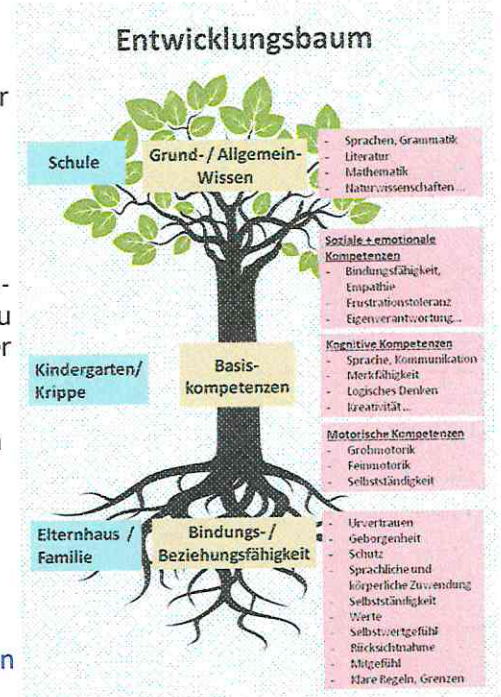 Entwicklungsbaum
r
Schule
Grund-/ Allgemein-
Wissen
- Sprachen, Grammatik
- Literatur
- Mathematik
- Naturwissenschaften...
Soziale + emotionale
Kompetenzen
- Bindungsfähigkeit,
Empathie
- Frustrationstoleranz
- Eigenverantwortung...
-
u
r
Kindergarten/
Krippe
Basis-
kompetenzen
Kognitive Kompetenzen
- Sprache, Kommunikation
- Merkfähigkeit
- Logisches Denken
- Kreativität...
Motorische Kompetenzen
- Grobmotorik
- Feinmotorik
- Selbstständigkeit
Elternhaus /
Familie
Bindungs-/
Beziehungsfähigkeit
- Urvertrauen
- Geborgenheit
- Schutz
- Sprachliche und
körperliche Zuwendung
- Selbstständigkeit
- Werte
- Selbstwertgefühl
- Rücksichtnahme
- Mitgefühl
- Klare Regeln, Grenzen
n